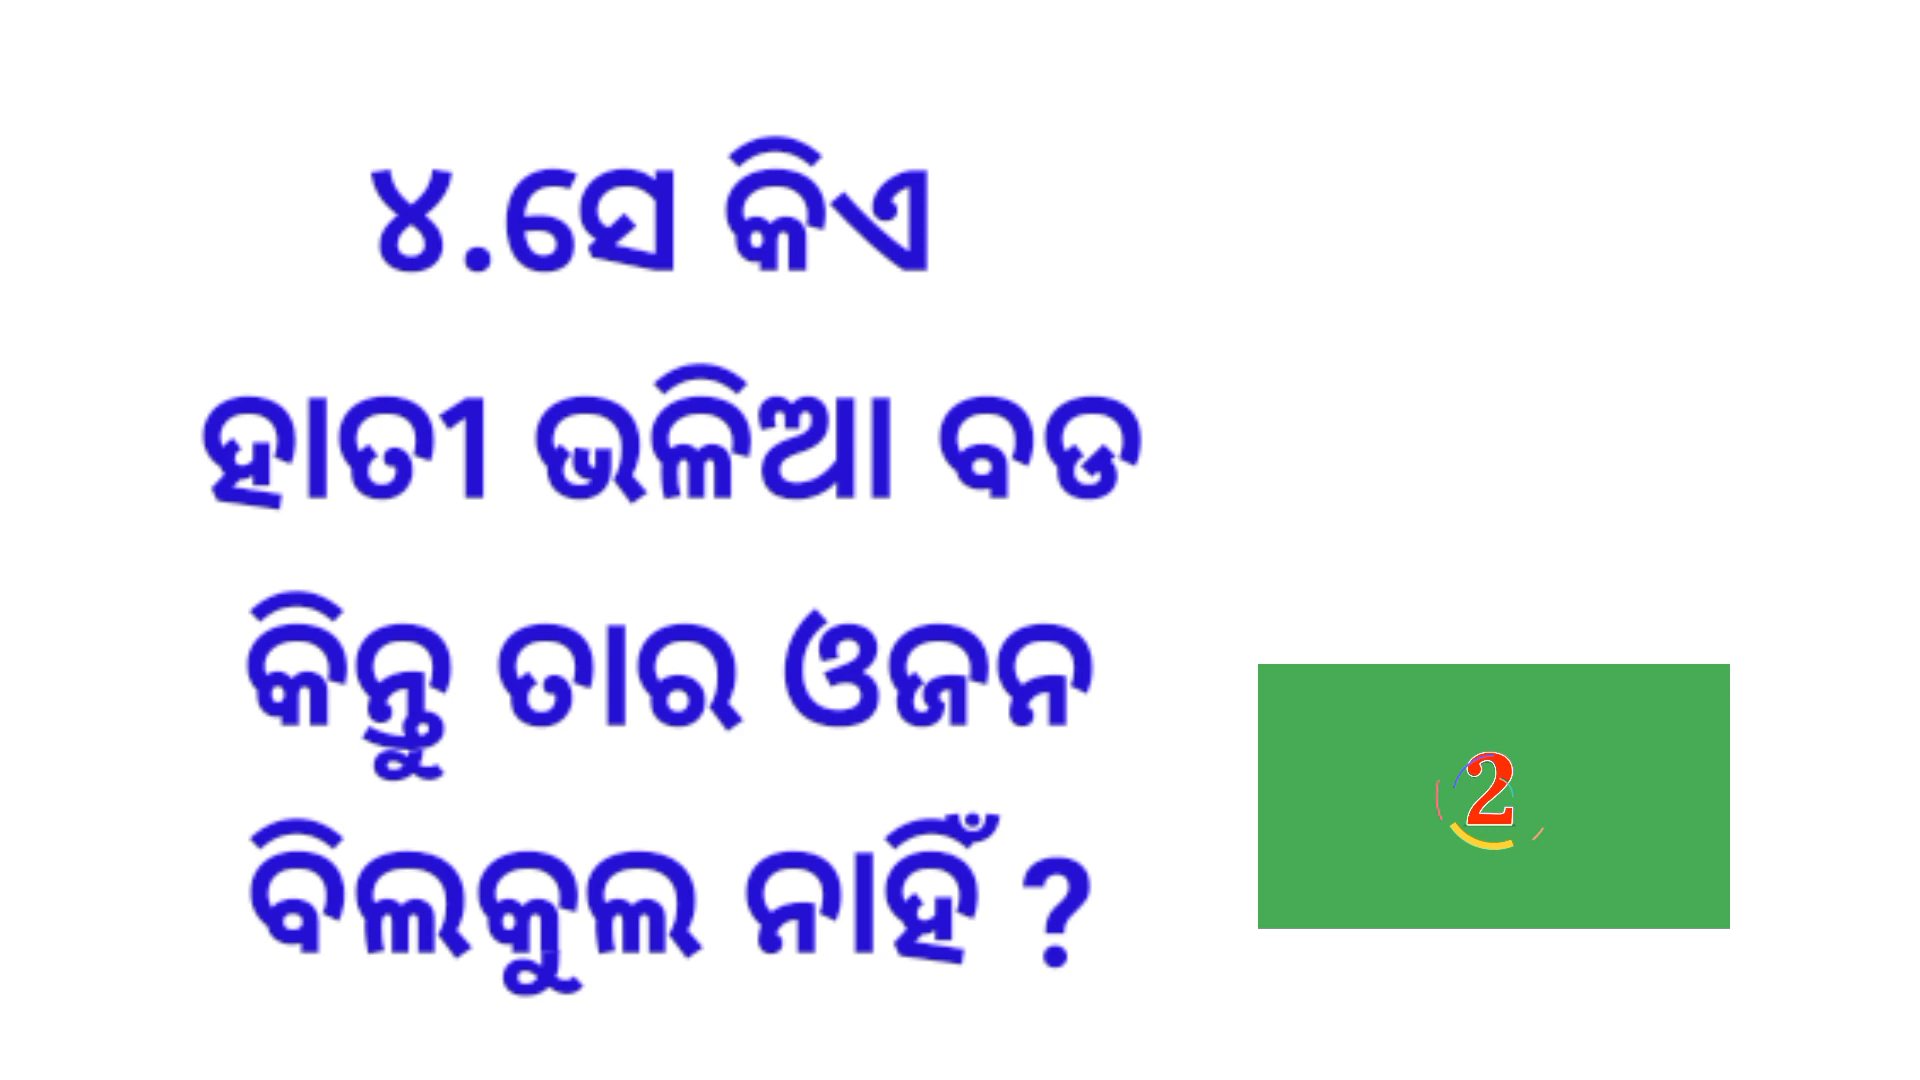 ୪.ସେ କିଏ
ହାତୀ ଭଳିଆ ବଡ
କିନ୍ତୁ ତାର ଓଜନ
ବିଲକୁଲ ନାହିଁ ?
2